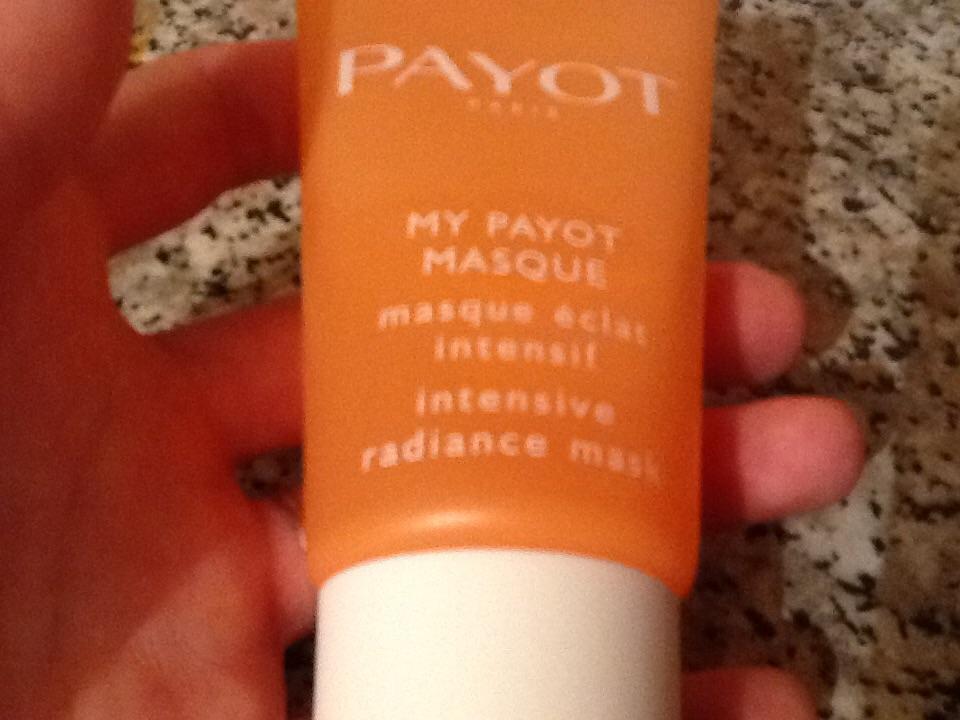 PAYOT
PARIS
MY PAYOT
MASQUE
masque éclat
intensif
intensive
radiance mask